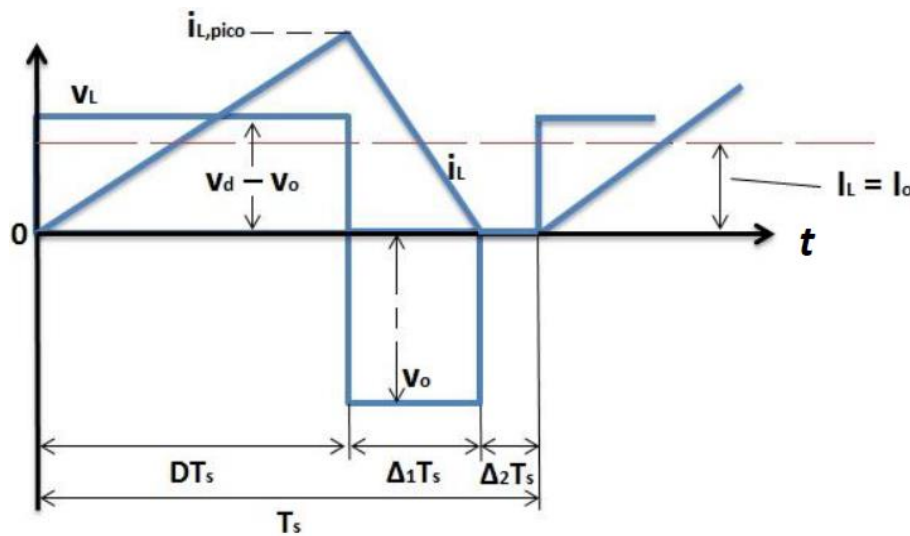 iL,pico
vL
vd – vo
iL
IL = Io
0
t
vo
DTs
Δ1Ts
Δ2Ts
Ts